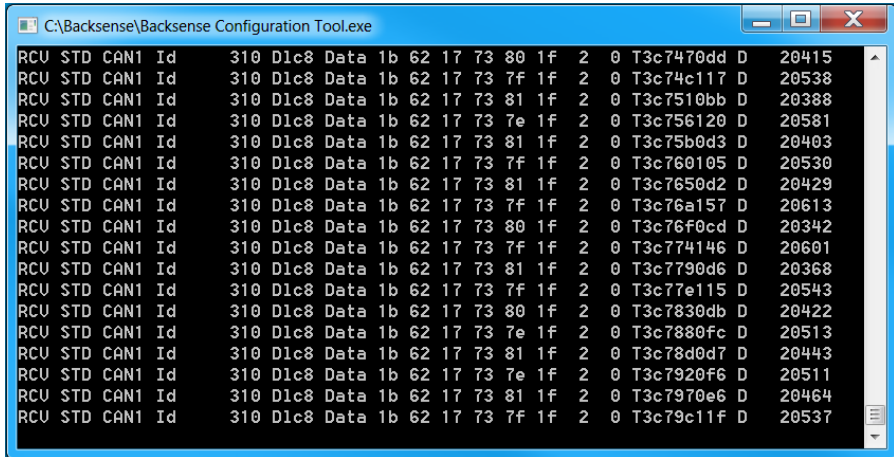 C:\Backsense\Backsense Configuration Tool.exe
RCV STD CAN1 Id 310 Dlc8 Data 1b 62 17 73 80 1f 2 0 T3c7470dd D 20415
RCV STD CAN1 Id 310 Dlc8 Data 1b 62 17 73 7f 1f 2 0 T3c74c117 D 20538
RCV STD CAN1 Id 310 Dlc8 Data 1b 62 17 73 81 1f 2 0 T3c7510bb D 20388
RCV STD CAN1 Id 310 Dlc8 Data 1b 62 17 73 7e 1f 2 0 T3c756120 D 20581
RCV STD CAN1 Id 310 Dlc8 Data 1b 62 17 73 81 1f 2 0 T3c75b0d3 D 20403
RCV STD CAN1 Id 310 Dlc8 Data 1b 62 17 73 7f 1f 2 0 T3c760105 D 20530
RCV STD CAN1 Id 310 Dlc8 Data 1b 62 17 73 81 1f 2 0 T3c7650d2 D 20429
RCV STD CAN1 Id 310 Dlc8 Data 1b 62 17 73 7f 1f 2 0 T3c76a157 D 20613
RCV STD CAN1 Id 310 Dlc8 Data 1b 62 17 73 80 1f 2 0 T3c76f0cd D 20342
RCV STD CAN1 Id 310 Dlc8 Data 1b 62 17 73 7f 1f 2 0 T3c774146 D 20601
RCV STD CAN1 Id 310 Dlc8 Data 1b 62 17 73 81 1f 2 0 T3c7790d6 D 20368
RCV STD CAN1 Id 310 Dlc8 Data 1b 62 17 73 7f 1f 2 0 T3c77e115 D 20543
RCV STD CAN1 Id 310 Dlc8 Data 1b 62 17 73 80 1f 2 0 T3c7830db D 20422
RCV STD CAN1 Id 310 Dlc8 Data 1b 62 17 73 7e 1f 2 0 T3c7880fc D 20513
RCV STD CAN1 Id 310 Dlc8 Data 1b 62 17 73 81 1f 2 0 T3c78d0d7 D 20443
RCV STD CAN1 Id 310 Dlc8 Data 1b 62 17 73 7e 1f 2 0 T3c7920f6 D 20511
RCV STD CAN1 Id 310 Dlc8 Data 1b 62 17 73 81 1f 2 0 T3c7970e6 D 20464
RCV STD CAN1 Id 310 Dlc8 Data 1b 62 17 73 7f 1f 2 0 T3c79c11f D 20537